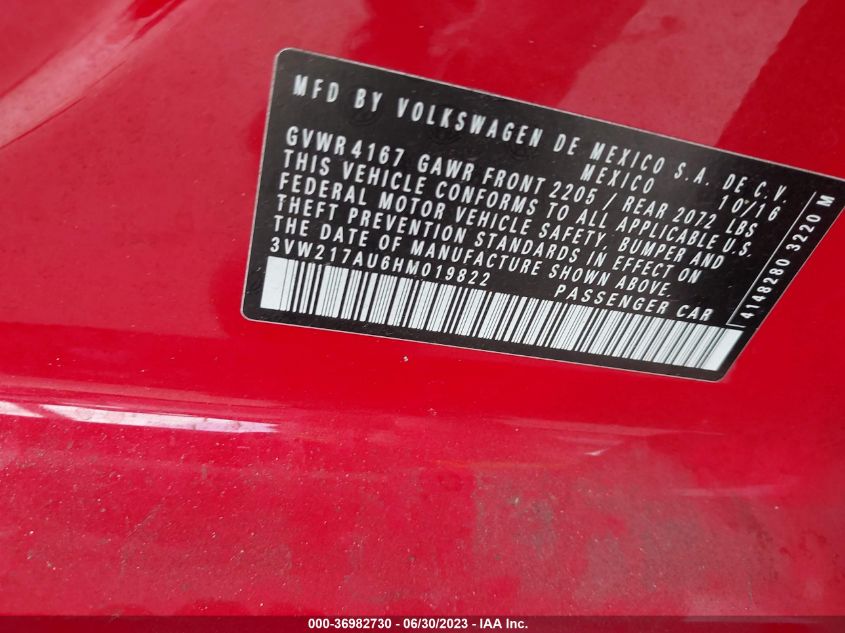 MFD BY VOLKSWAGEN DE MEXICO S.A. DE C.V.
MEXICO 10/16
GVWR 4167 GAWR FRONT 2205 / REAR 2072 LBS
THIS VEHICLE CONFORMS TO ALL APPLICABLE U.S.
FEDERAL MOTOR VEHICLE SAFETY, BUMPER AND
THEFT PREVENTION STANDARDS IN EFFECT ON
THE DATE OF MANUFACTURE SHOWN ABOVE.
3VW217AU6HM019822 PASSENGER CAR
4148280 3220 M
000-36982730 - 06/30/2023 - IAA Inc.